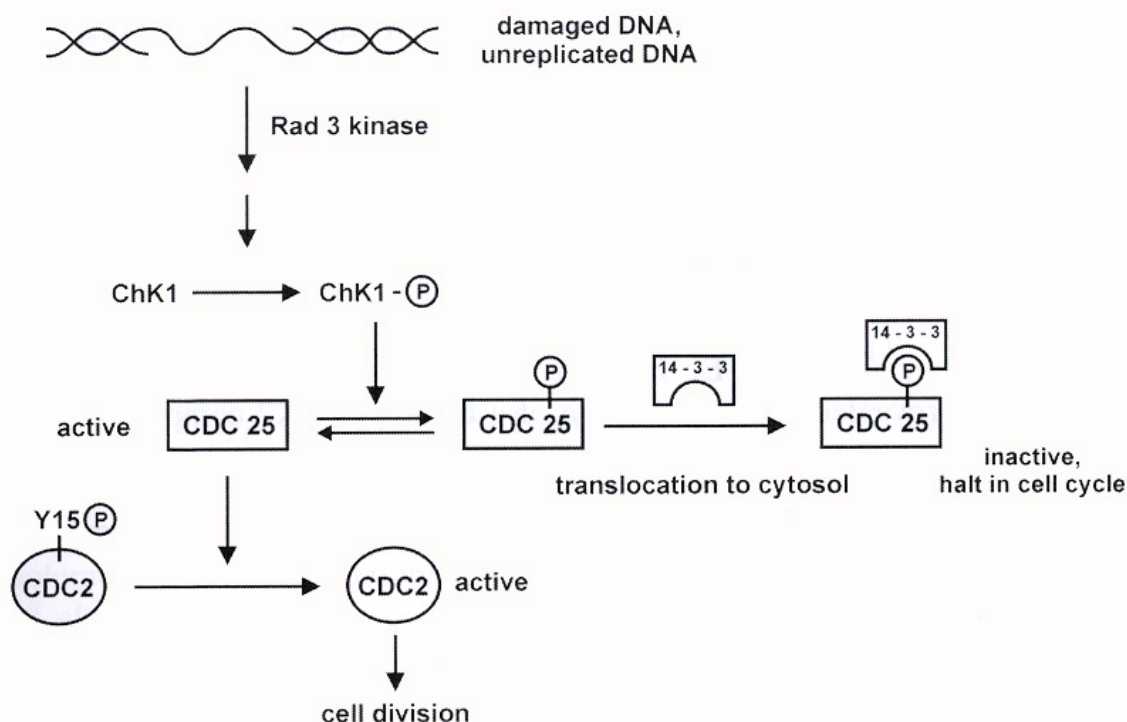 damaged DNA,
unreplicated DNA
Rad 3 kinase
ChK1
ChK1 - P
14 - 3 - 3
P
14 - 3 - 3
P
active
CDC 25
CDC 25
CDC 25
translocation to cytosol
inactive,
halt in cell cycle
Y15 P
CDC2
CDC2
active
cell division